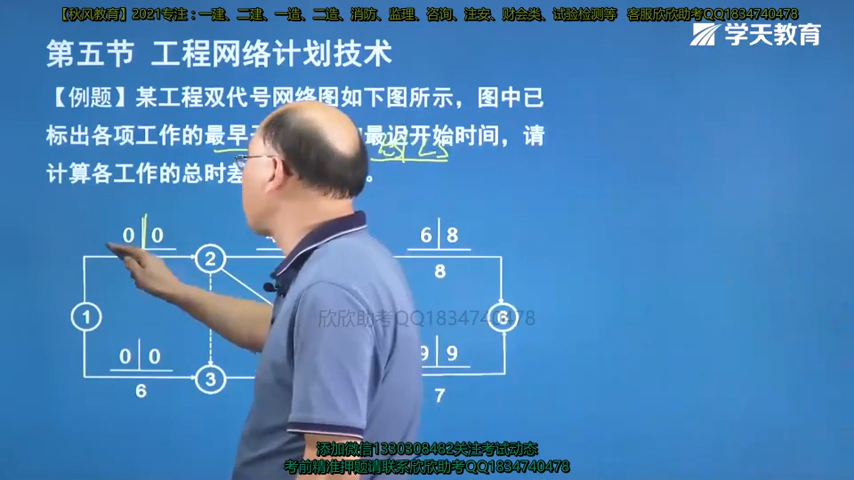 【秋风教育】2021专注：一建、二建、一造、二造、消防、监理、咨询、注安、财会类、试验检测等 客服欣欣助考QQ1834740478
学天教育
第五节 工程网络计划技术
【例题】某工程双代号网络图如下图所示，图中已
标出各项工作的最早 最迟开始时间，请
ES LS
计算各工作的总时差 。
0 0
6 8
2
8
1
欣欣助考QQ1834740478
0 0
9 9
3
6
7
添加微信1330308482关注考试动态
考前精准押题请联系欣欣助考QQ1834740478